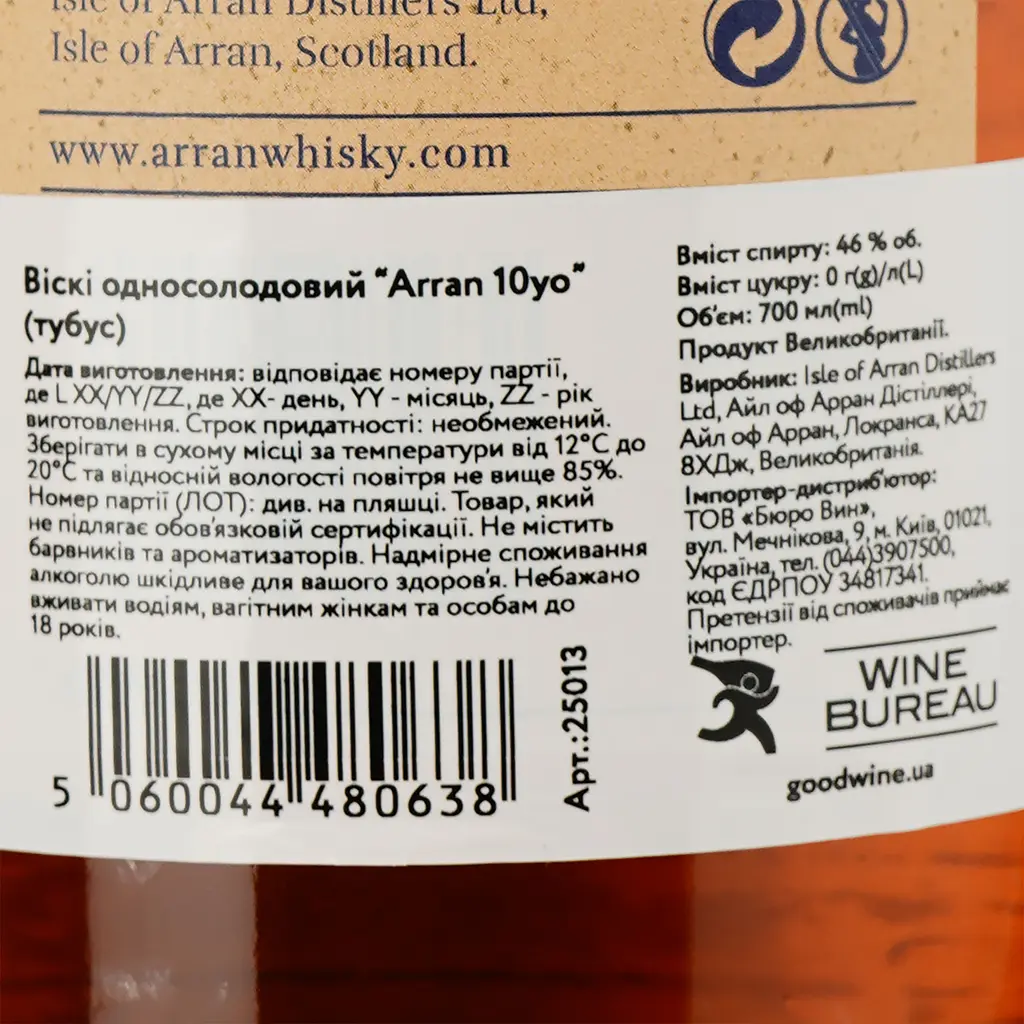 Isle of Arran Distillers Ltd,
Isle of Arran, Scotland.
www.arranwhisky.com
Віскі односолодовий “Arran 10yo”
(тубус)
Дата виготовлення: відповідає номеру партії,
де L XX/YY/ZZ, де XX- день, YY - місяць, ZZ - рік
виготовлення. Строк придатності: необмежений.
Зберігати в сухому місці за температури від 12°C до
20°C та відносній вологості повітря не вище 85%.
Номер партії (ЛОТ): див. на пляшці. Товар, який
не підлягає обов'язковій сертифікації. Не містить
барвників та ароматизаторів. Надмірне споживання
алкоголю шкідливе для вашого здоров'я. Небажано
вживати водіям, вагітним жінкам та особам до
18 років.
5 060044 480638
Арт.:25013
Вміст спирту: 46 % об.
Вміст цукру: 0 г(g)/л(L)
Об'єм: 700 мл(ml)
Продукт Великобританії.
Виробник: Isle of Arran Distillers
Ltd, Айл оф Арран Дістіллері,
Айл оф Арран, Локранса, КА27
8ХДж, Великобританія.
Імпортер-дистриб'ютор:
ТОВ «Бюро Вин»,
вул. Мечнікова, 9, м. Київ, 01021,
Україна, тел. (044)3907500,
код ЄДРПОУ 34817341.
Претензії від споживачів приймає
імпортер.
WINE
BUREAU
goodwine.ua